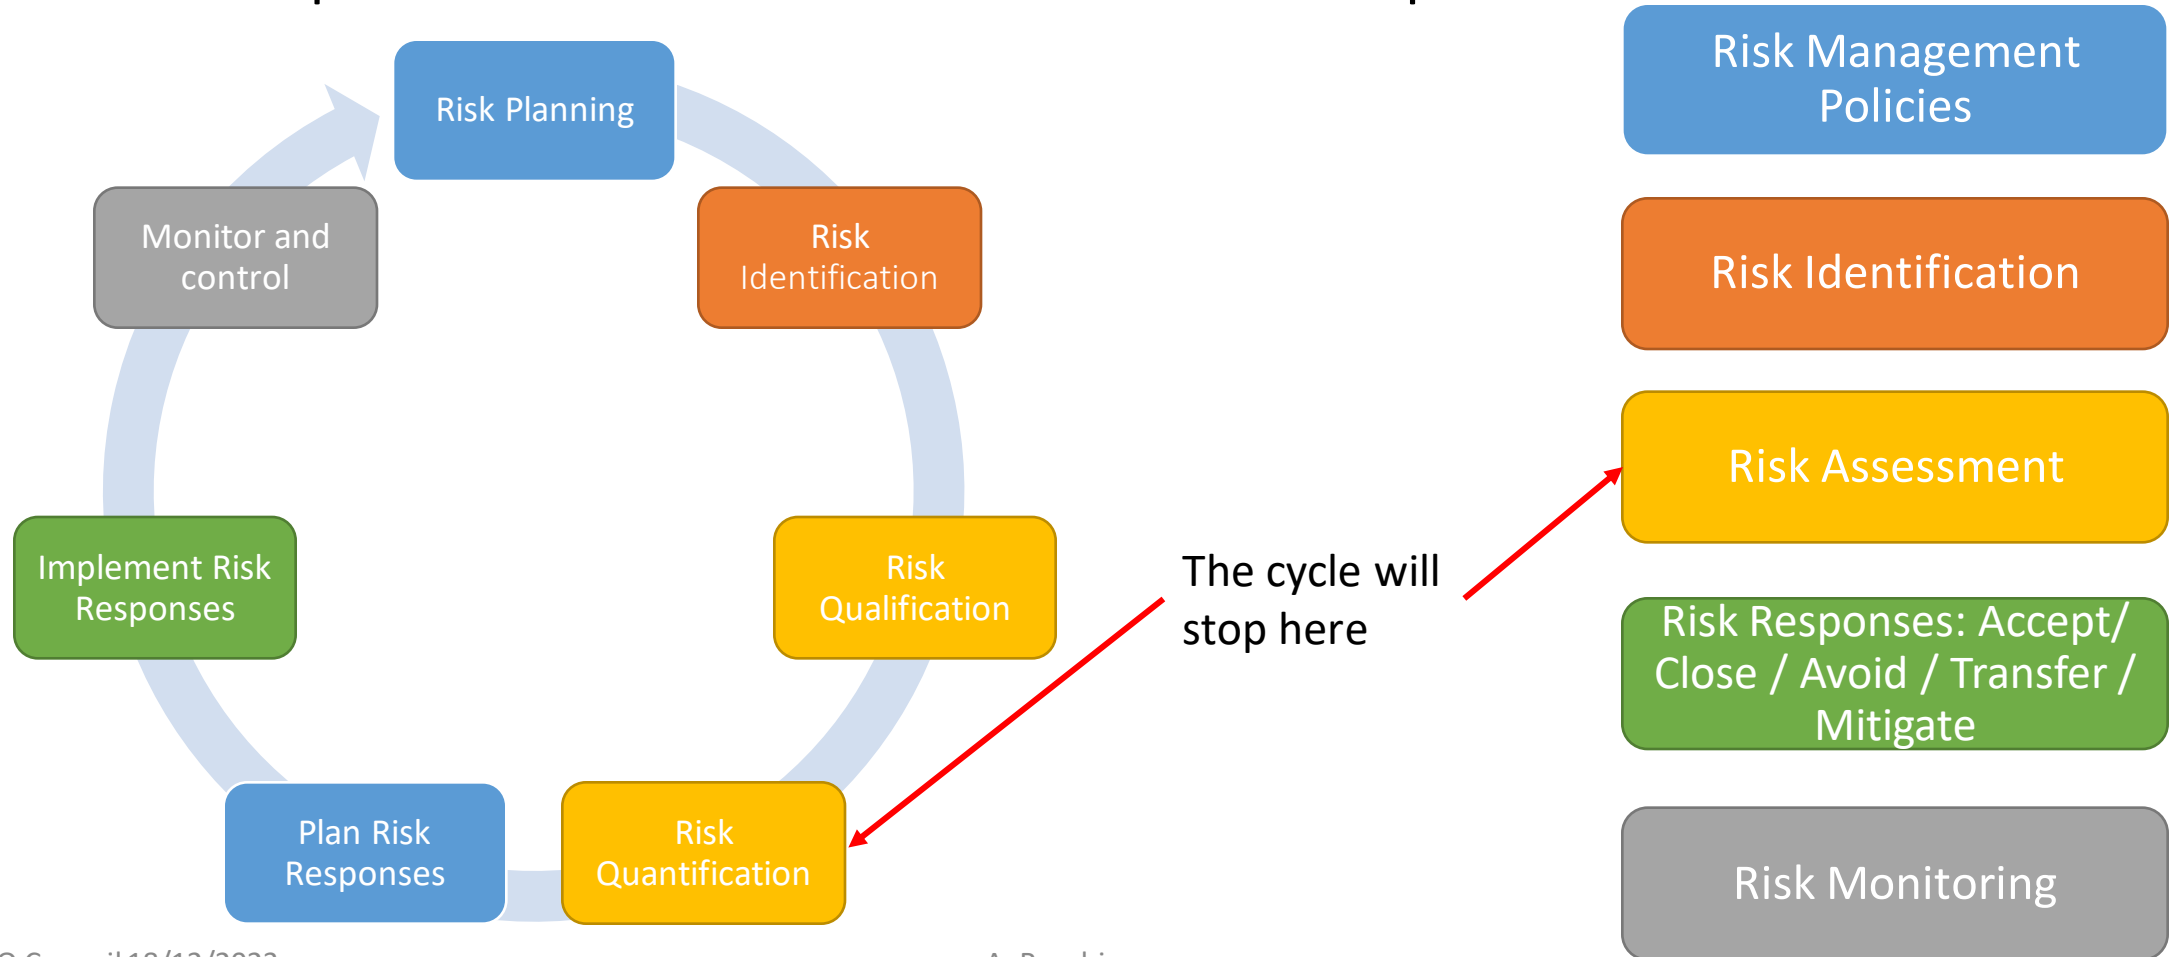 Risk Planning
Risk
Identification
Risk
Qualification
Risk
Quantification
Plan Risk
Responses
Implement Risk
Responses
Monitor and
control
The cycle will
stop here
Risk Management
Policies
Risk Identification
Risk Assessment
Risk Responses: Accept/
Close / Avoid / Transfer /
Mitigate
Risk Monitoring